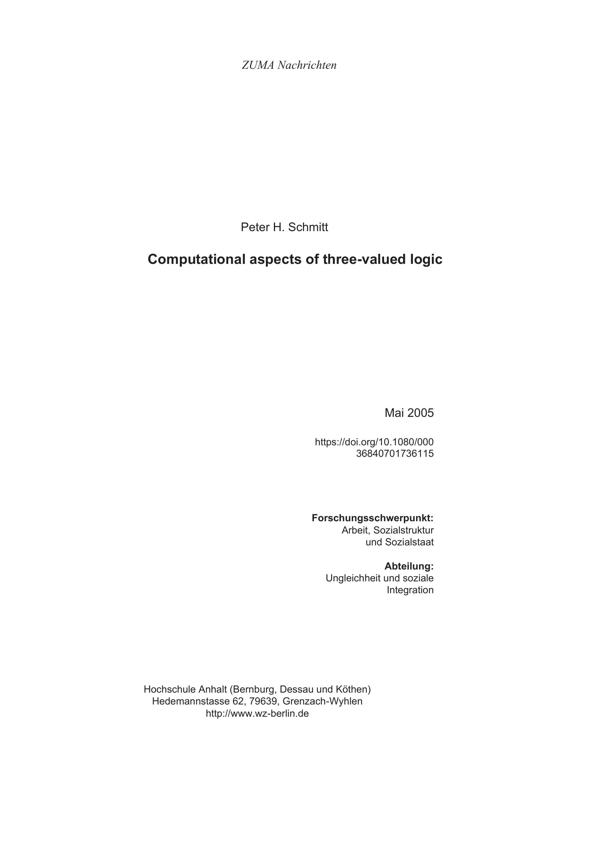 ZUMA Nachrichten
Peter H. Schmitt
Computational aspects of three-valued logic
Mai 2005
https://doi.org/10.1080/000
36840701736115
Forschungsschwerpunkt:
Arbeit, Sozialstruktur
und Sozialstaat
Abteilung:
Ungleichheit und soziale
Integration
Hochschule Anhalt (Bernburg, Dessau und Köthen)
Hedemannstasse 62, 79639, Grenzach-Wyhlen
http://www.wz-berlin.de